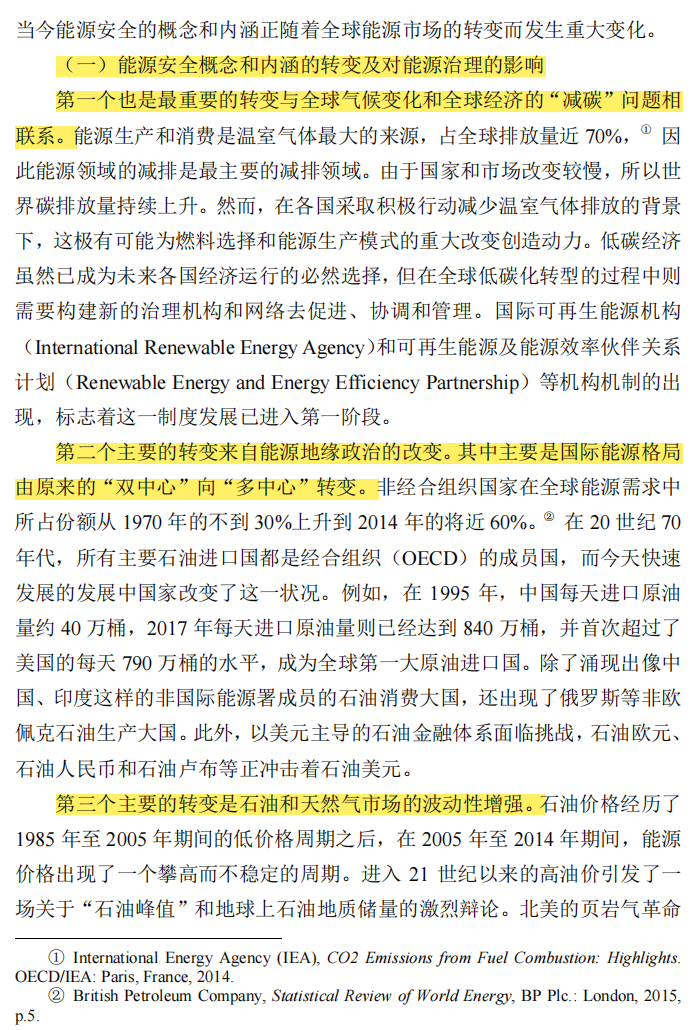 当今能源安全的概念和内涵正随着全球能源市场的转变而发生重大变化。
（一）能源安全概念和内涵的转变及对能源治理的影响
第一个也是最重要的转变与全球气候变化和全球经济的“减碳”问题相
联系。能源生产和消费是温室气体最大的来源，占全球排放量近 70%，① 因
此能源领域的减排是最主要的减排领域。由于国家和市场改变较慢，所以世
界碳排放量持续上升。然而，在各国采取积极行动减少温室气体排放的背景
下，这极有可能为燃料选择和能源生产模式的重大改变创造动力。低碳经济
虽然已成为未来各国经济运行的必然选择，但在全球低碳化转型的过程中则
需要构建新的治理机构和网络去促进、协调和管理。国际可再生能源机构
（International Renewable Energy Agency）和可再生能源及能源效率伙伴关系
计划（Renewable Energy and Energy Efficiency Partnership）等机构机制的出
现，标志着这一制度发展已进入第一阶段。
第二个主要的转变来自能源地缘政治的改变。其中主要是国际能源格局
由原来的“双中心”向“多中心”转变。非经合组织国家在全球能源需求中
所占份额从 1970 年的不到 30%上升到 2014 年的将近 60%。② 在 20 世纪 70
年代，所有主要石油进口国都是经合组织（OECD）的成员国，而今天快速
发展的发展中国家改变了这一状况。例如，在 1995 年，中国每天进口原油
量约 40 万桶，2017 年每天进口原油量则已经达到 840 万桶，并首次超过了
美国的每天 790 万桶的水平，成为全球第一大原油进口国。除了涌现出像中
国、印度这样的非国际能源署成员的石油消费大国，还出现了俄罗斯等非欧
佩克石油生产大国。此外，以美元主导的石油金融体系面临挑战，石油欧元、
石油人民币和石油卢布等正冲击着石油美元。
第三个主要的转变是石油和天然气市场的波动性增强。石油价格经历了
1985 年至 2005 年期间的低价格周期之后，在 2005 年至 2014 年期间，能源
价格出现了一个攀高而不稳定的周期。进入 21 世纪以来的高油价引发了一
场关于“石油峰值”和地球上石油地质储量的激烈辩论。北美的页岩气革命
① International Energy Agency (IEA), CO2 Emissions from Fuel Combustion: Highlights.
OECD/IEA: Paris, France, 2014.
② British Petroleum Company, Statistical Review of World Energy, BP Plc.: London, 2015,
p.5.